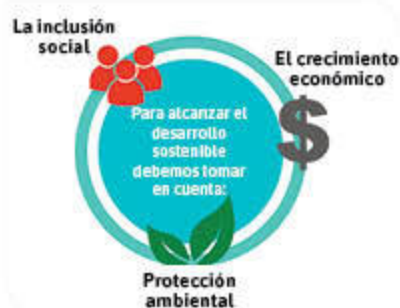 La inclusión
social
El crecimiento
económico
$
Para alcanzar el
desarrollo
sostenible
debemos tomar
en cuenta:
Protección
ambiental